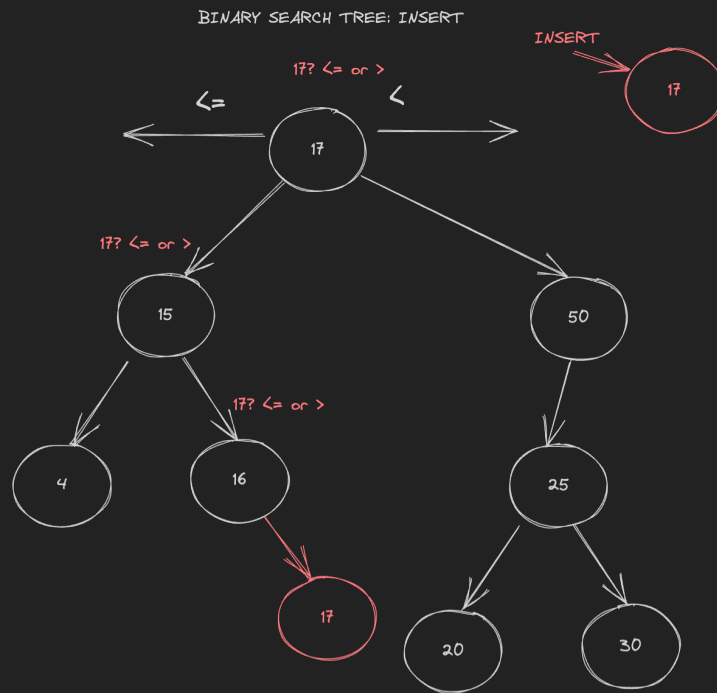 BINARY SEARCH TREE: INSERT
INSERT
17? <= or >
17
<= <
17
17? <= or >
15
50
17? <= or >
4
16
25
17
20
30